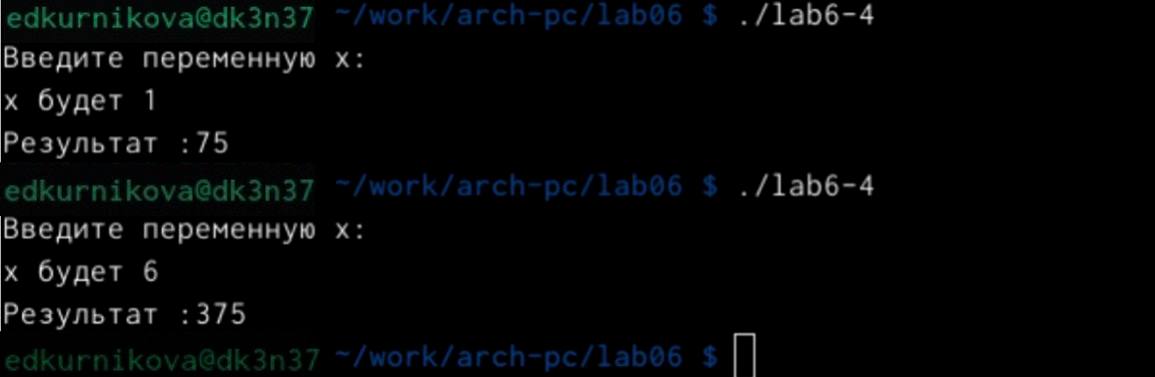 edkurnikova@dk3n37 ~/work/arch-pc/lab06 $ ./lab6-4
Введите переменную x:
x будет 1
Результат :75
edkurnikova@dk3n37 ~/work/arch-pc/lab06 $ ./lab6-4
Введите переменную x:
x будет 6
Результат :375
edkurnikova@dk3n37 ~/work/arch-pc/lab06 $